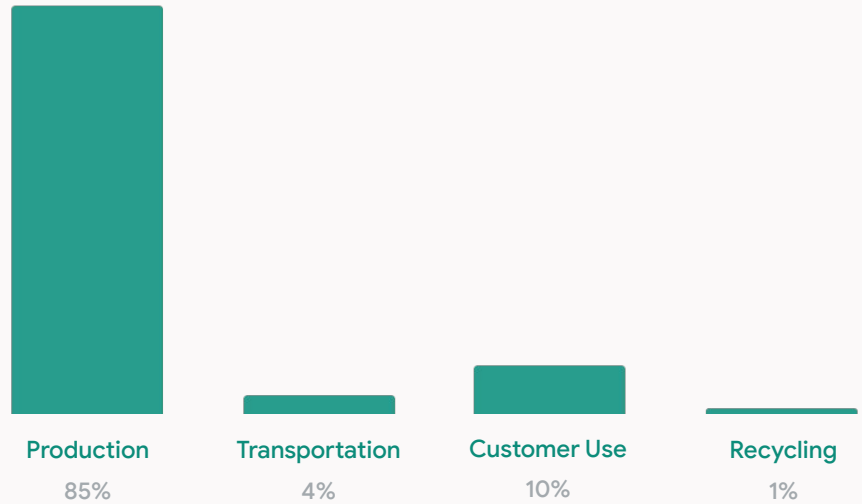 Production
85%
Transportation
4%
Customer Use
10%
Recycling
1%